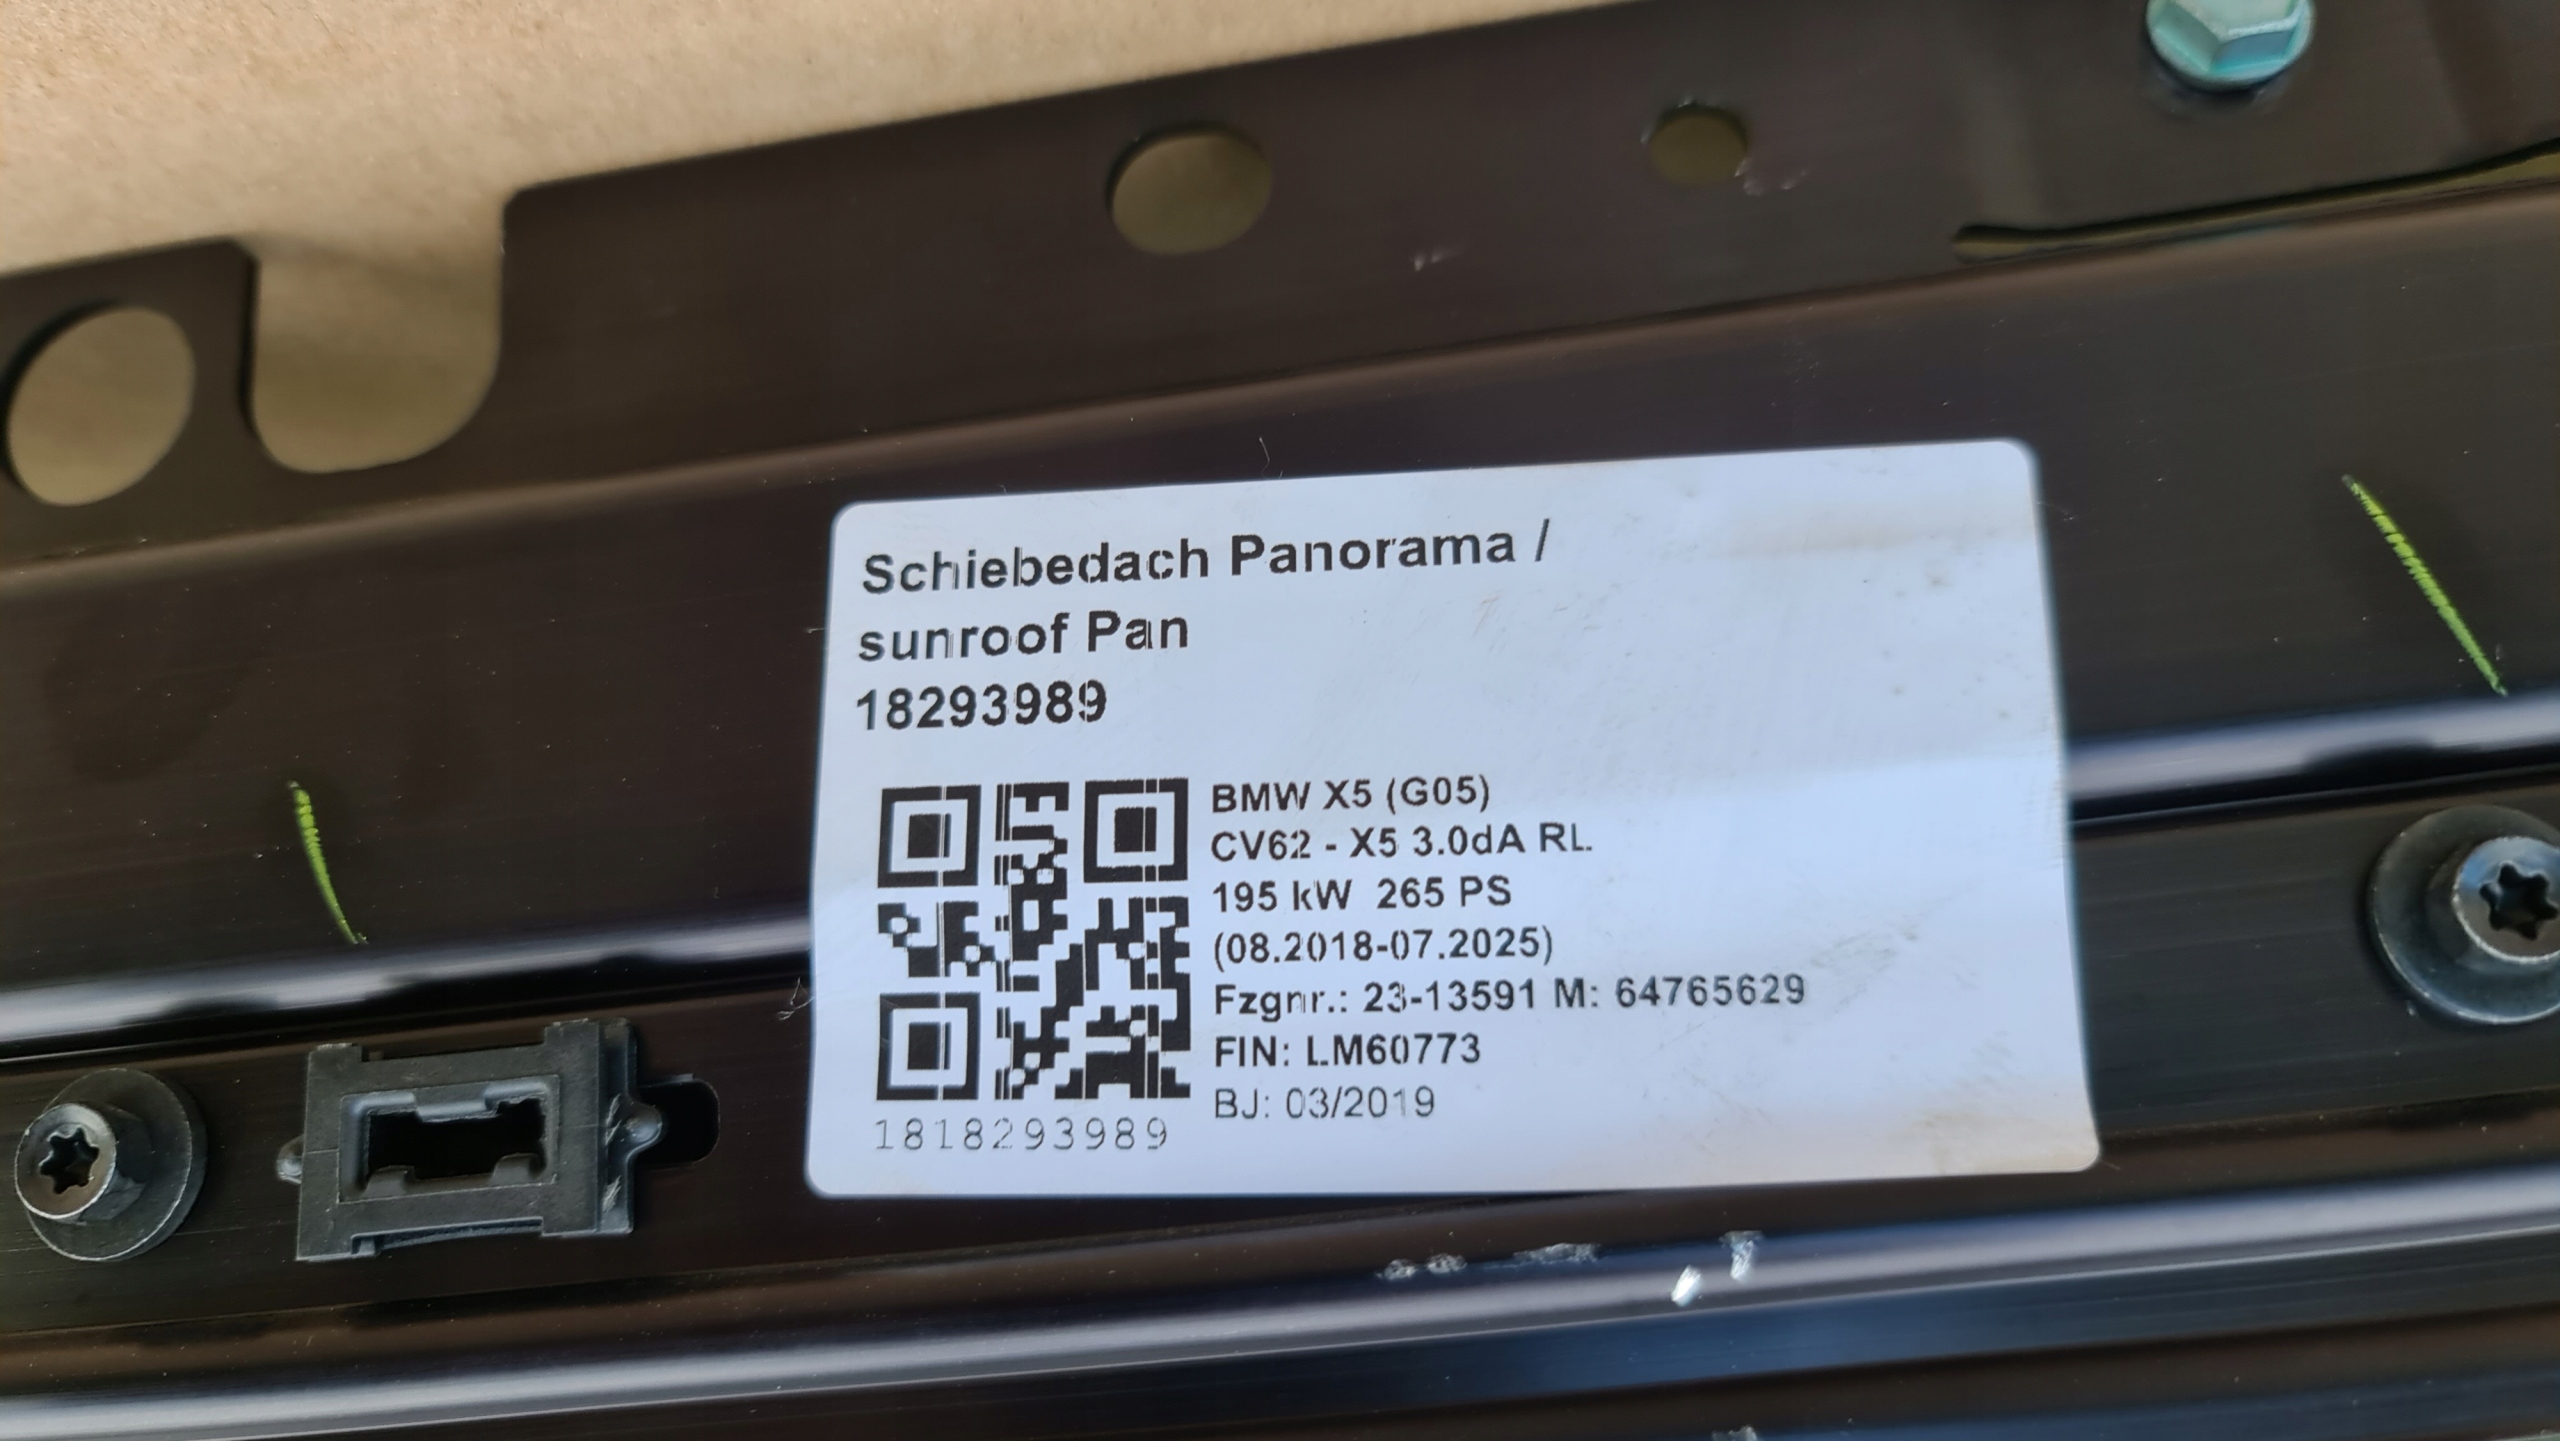 Schiebedach Panorama /
sunroof Pan
18293989
BMW X5 (G05)
CV62 - X5 3.0dA RL.
195 kW 265 PS
(08.2018-07.2025)
Fzgnr.: 23-13591 M: 64765629
FIN: LM60773
BJ: 03/2019
1818293989